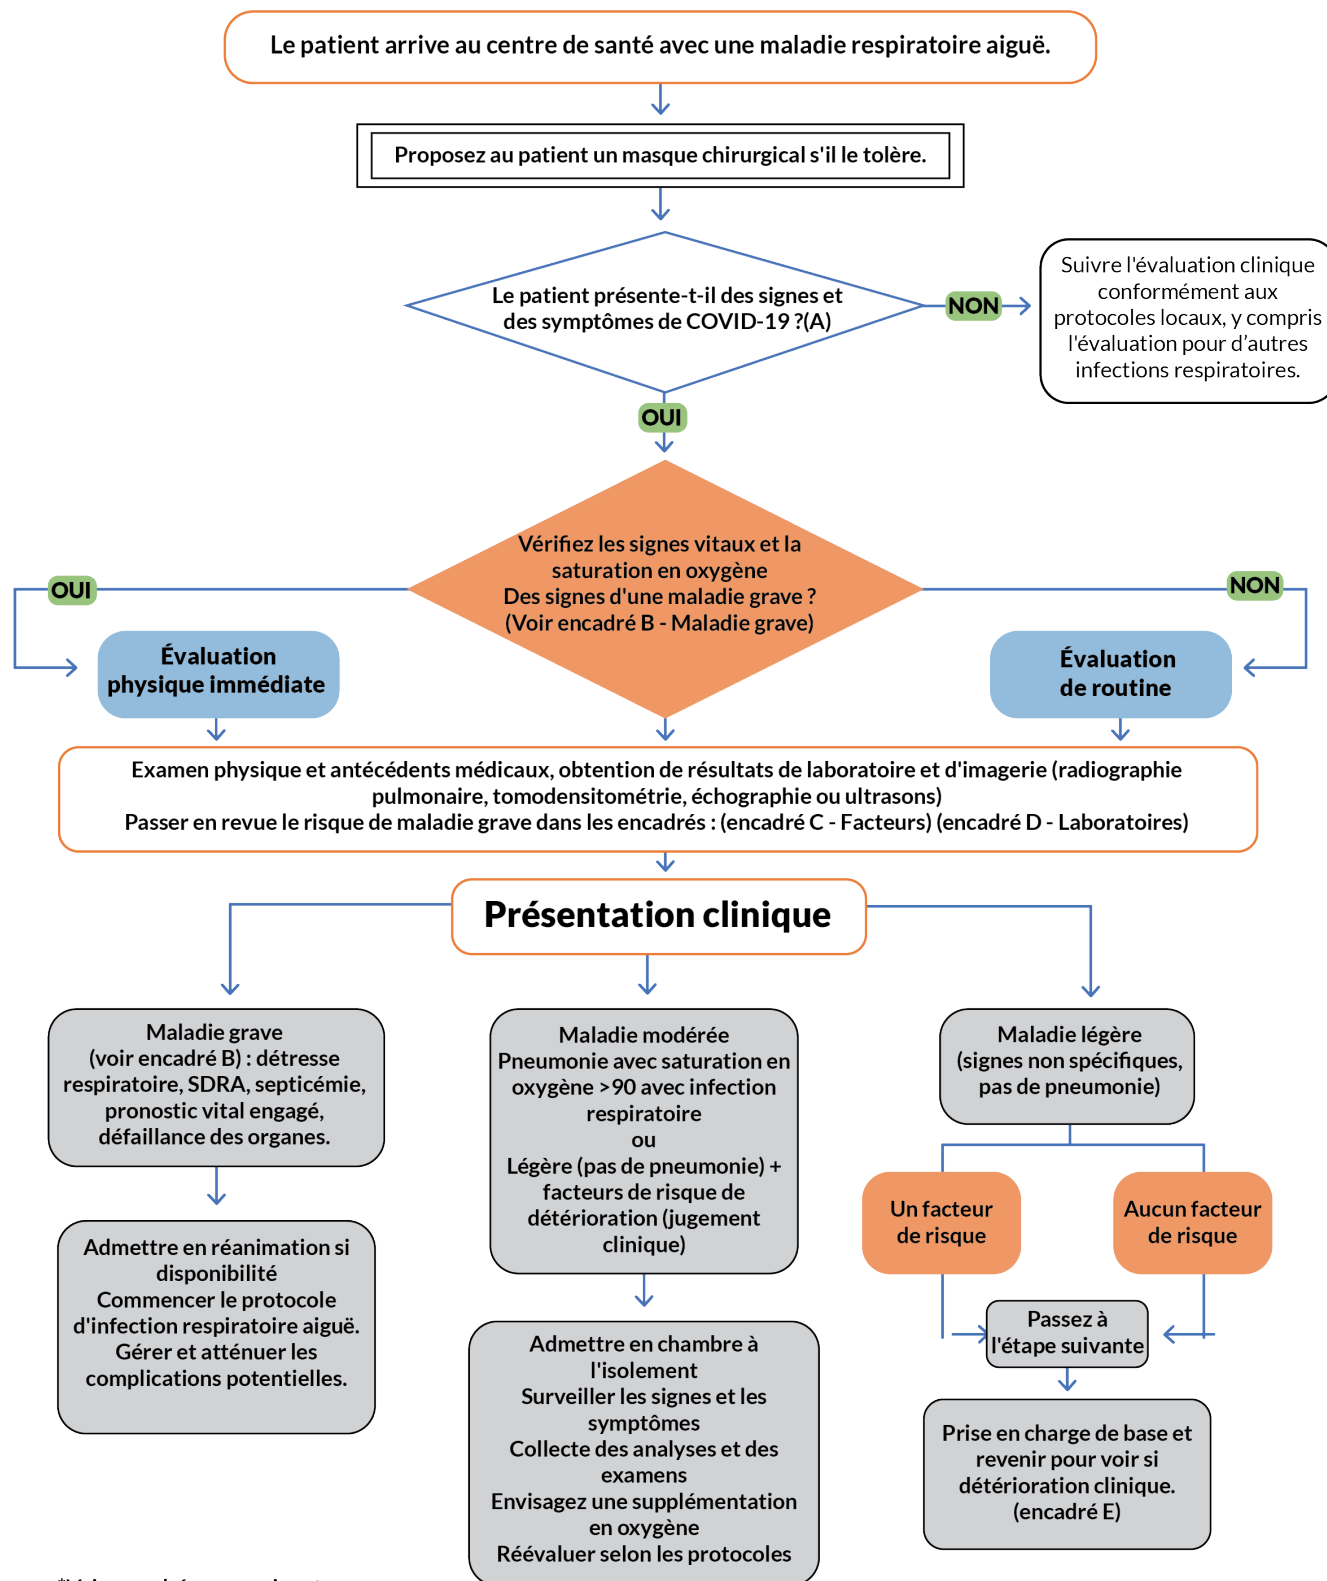 Le patient arrive au centre de santé avec une maladie respiratoire aiguë.
Proposez au patient un masque chirurgical s'il le tolère.
Le patient présente-t-il des signes et
des symptômes de COVID-19 ?(A)
NON
Suivre l'évaluation clinique
conformément aux
protocoles locaux, y compris
l'évaluation pour d’autres
infections respiratoires.
OUI
Vérifiez les signes vitaux et la
saturation en oxygène
Des signes d'une maladie grave ?
(Voir encadré B - Maladie grave)
OUI
NON
Évaluation
physique immédiate
Évaluation
de routine
Examen physique et antécédents médicaux, obtention de résultats de laboratoire et d'imagerie (radiographie
pulmonaire, tomodensitométrie, échographie ou ultrasons)
Passer en revue le risque de maladie grave dans les encadrés : (encadré C - Facteurs) (encadré D - Laboratoires)
Présentation clinique
Maladie grave
(voir encadré B) : détresse
respiratoire, SDRA, septicémie,
pronostic vital engagé,
défaillance des organes.
Admettre en réanimation si
disponibilité
Commencer le protocole
d'infection respiratoire aiguë.
Gérer et atténuer les
complications potentielles.
Maladie modérée
Pneumonie avec saturation en
oxygène >90 avec infection
respiratoire
ou
Légère (pas de pneumonie) +
facteurs de risque de
détérioration (jugement
clinique)
Admettre en chambre à
l'isolement
Surveiller les signes et les
symptômes
Collecte des analyses et des
examens
Envisagez une supplémentation
en oxygène
Réévaluer selon les protocoles
Maladie légère
(signes non spécifiques,
pas de pneumonie)
Un facteur
de risque
Aucun facteur
de risque
Passez à
l'étape suivante
Prise en charge de base et
revenir pour voir si
détérioration clinique.
(encadré E)